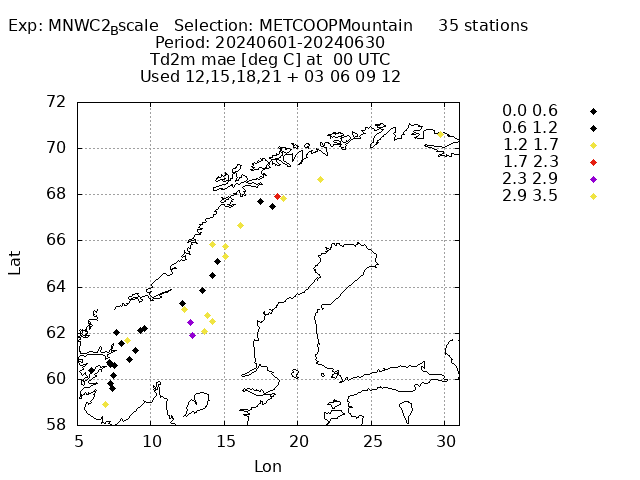 Exp: MNWC2_Bscale   Selection: METCOOPMountain     35 stations
Period: 20240601-20240630
Td2m mae [deg C] at  00 UTC
Used 12,15,18,21 + 03 06 09 12
0.0 0.6
0.6 1.2
1.2 1.7
1.7 2.3
2.3 2.9
2.9 3.5
72
70
68
66
64
62
60
58
Lat
5 10 15 20 25 30
Lon